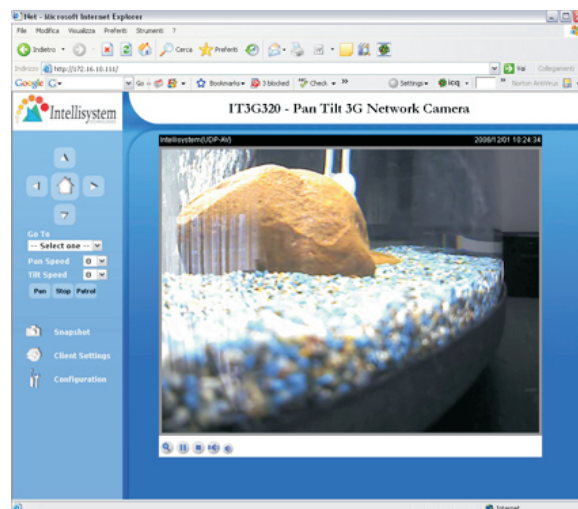 Net - Microsoft Internet Explorer
File Modifica Visualizza Preferiti Strumenti ?
Indietro Cerca Preferiti
Indirizzo http://172.16.10.111/ Vai Collegamenti
Google G Go Bookmarks 3 blocked Check » Settings icq » Norton AntiVirus
Intellisystem
IT3G320 - Pan Tilt 3G Network Camera
Intellisystem(UDP-AV) 2008/12/01 10:24:34
Go To
-- Select one --
Pan Speed 0
Tilt Speed 0
Pan Stop Patrol
Snapshot
Client Settings
Configuration
Internet